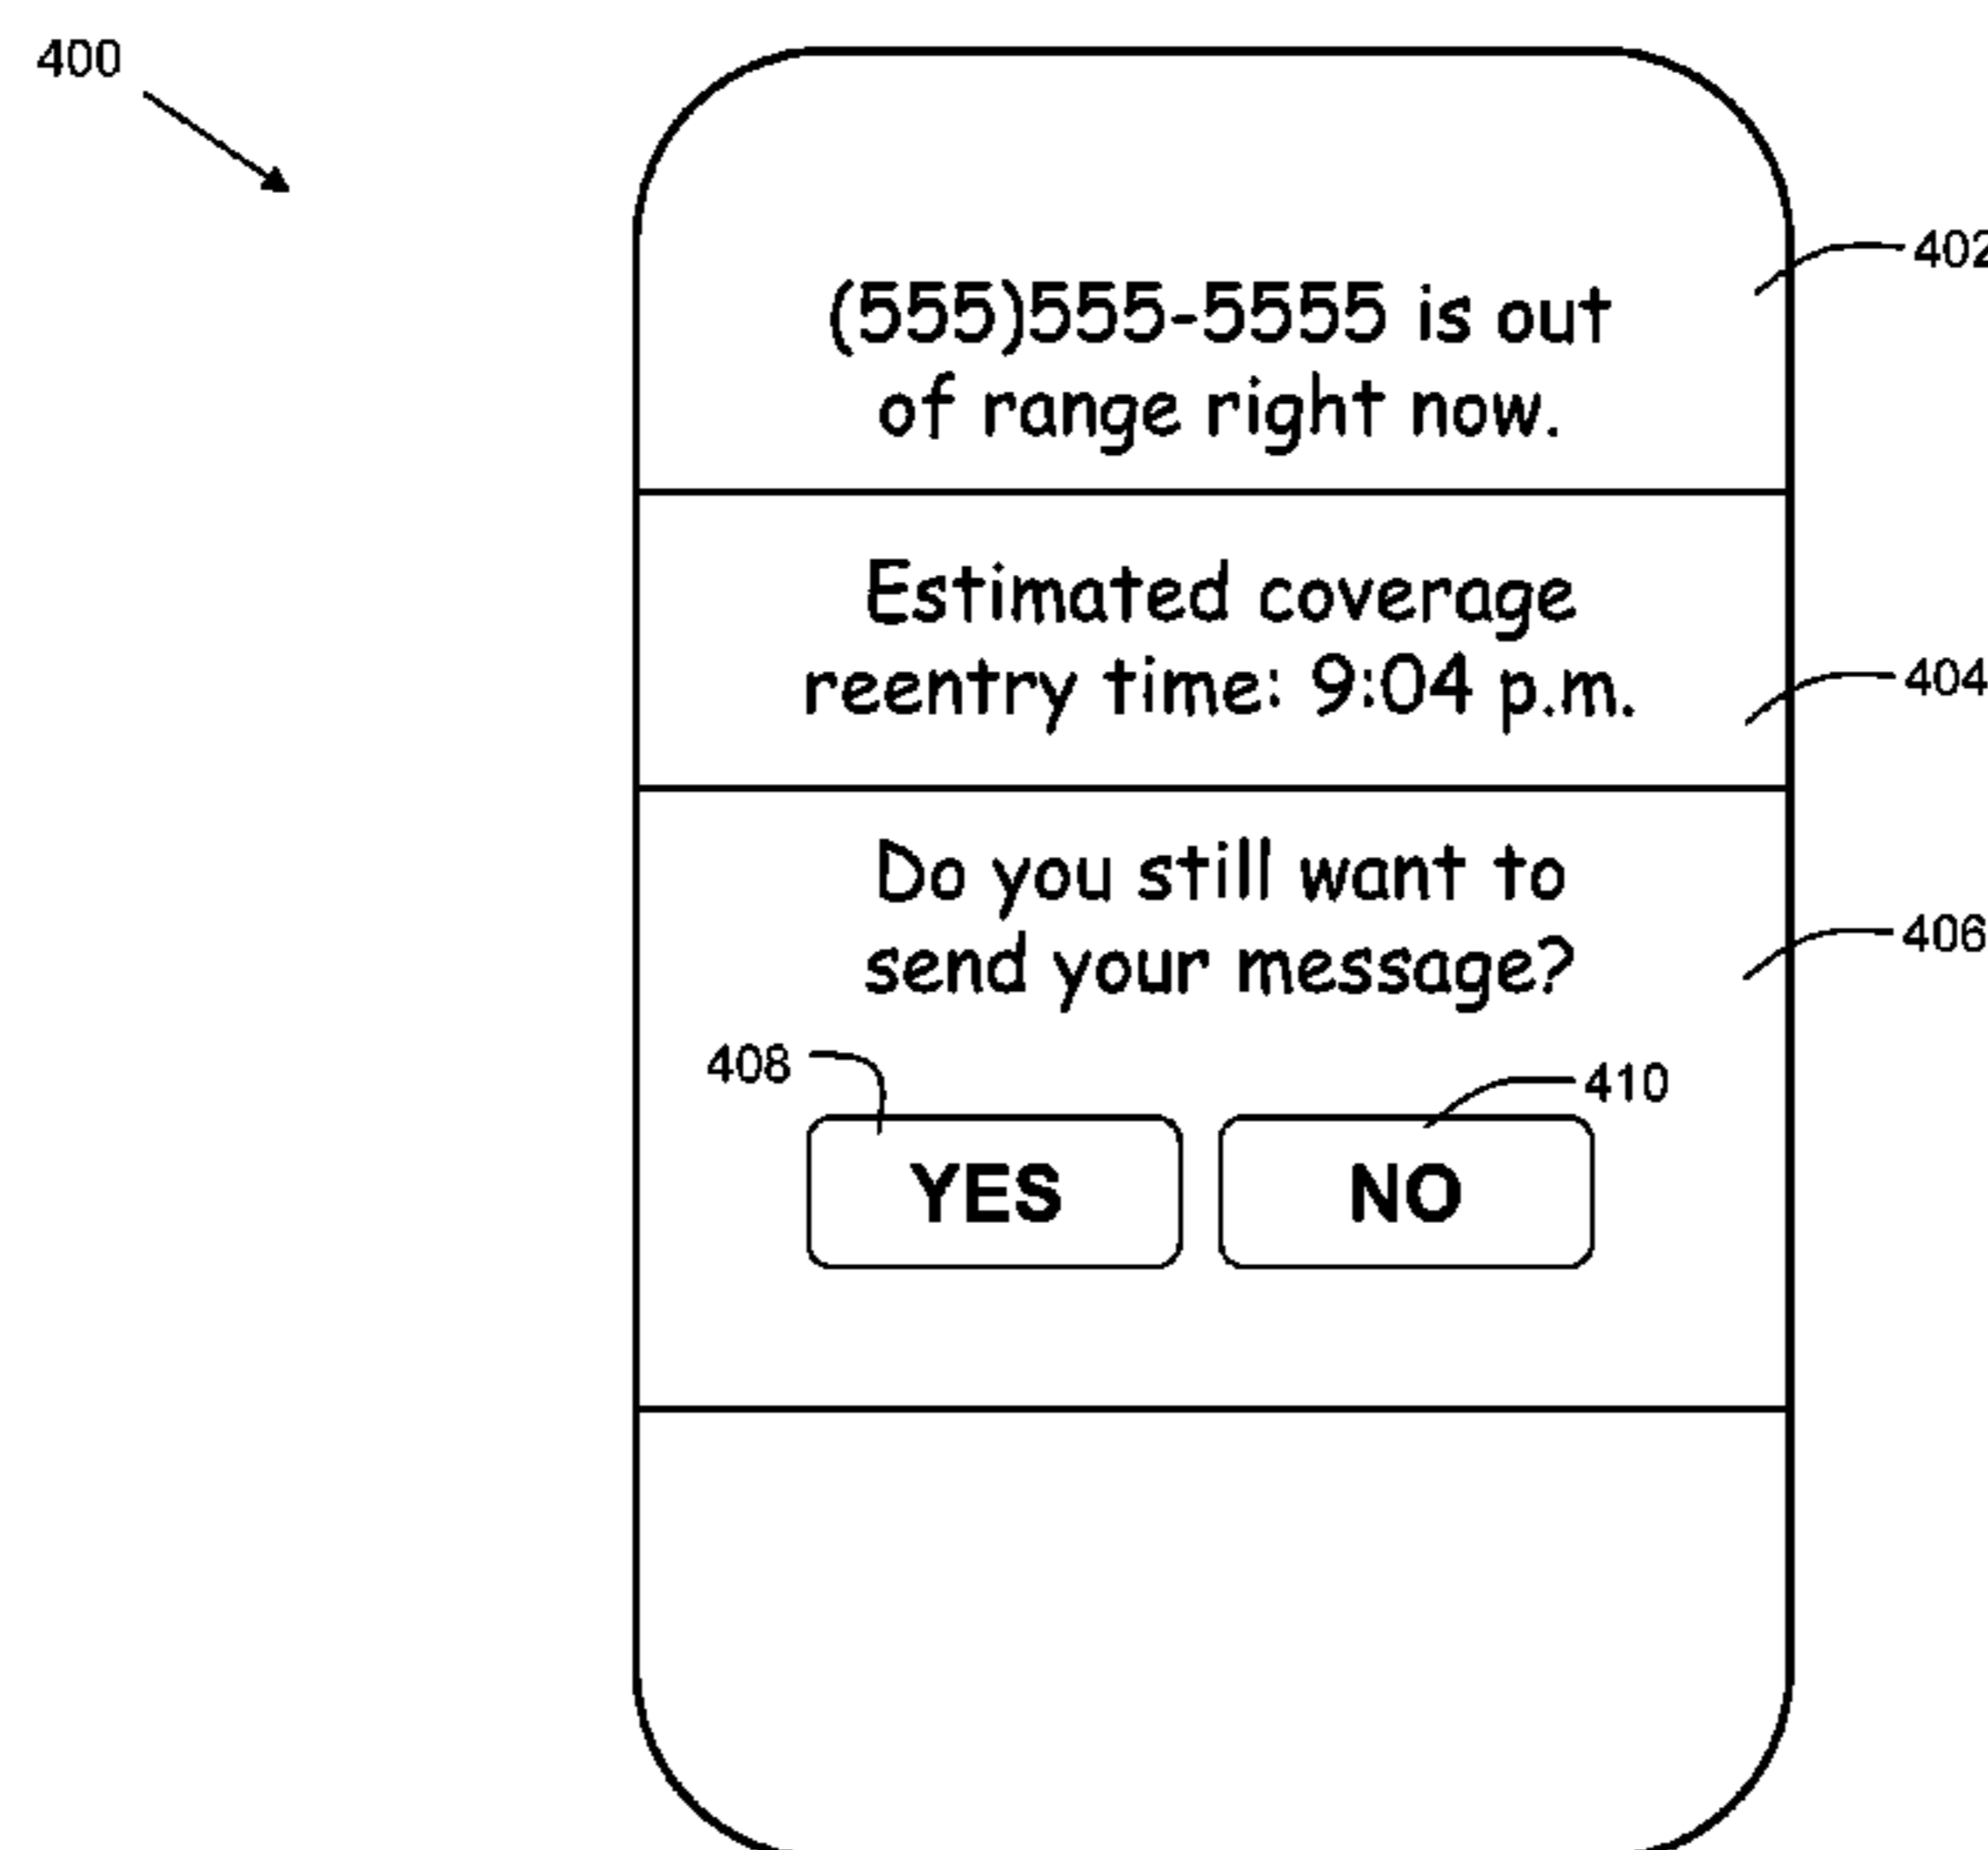 400
402
(555)555-5555 is out
of range right now.
Estimated coverage
reentry time: 9:04 p.m.
404
Do you still want to
send your message?
406
408
410
YES
NO